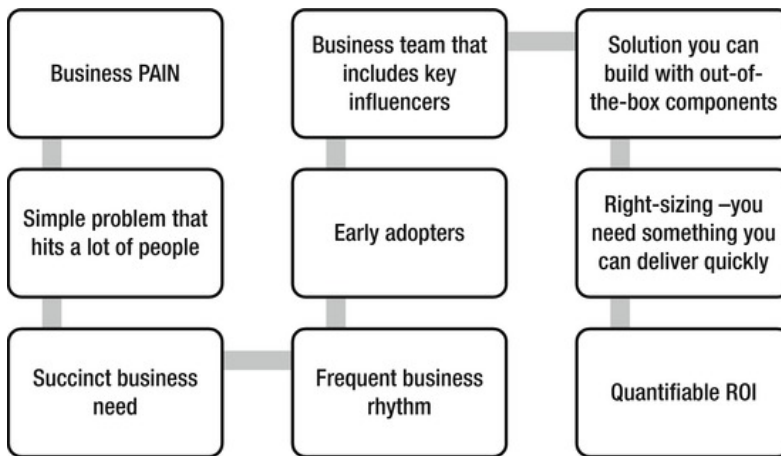 Business PAIN
Simple problem that
hits a lot of people
Succinct business
need
Frequent business
rhythm
Early adopters
Business team that
includes key
influencers
Solution you can
build with out-of-
the-box components
Right-sizing –you
need something you
can deliver quickly
Quantifiable ROI